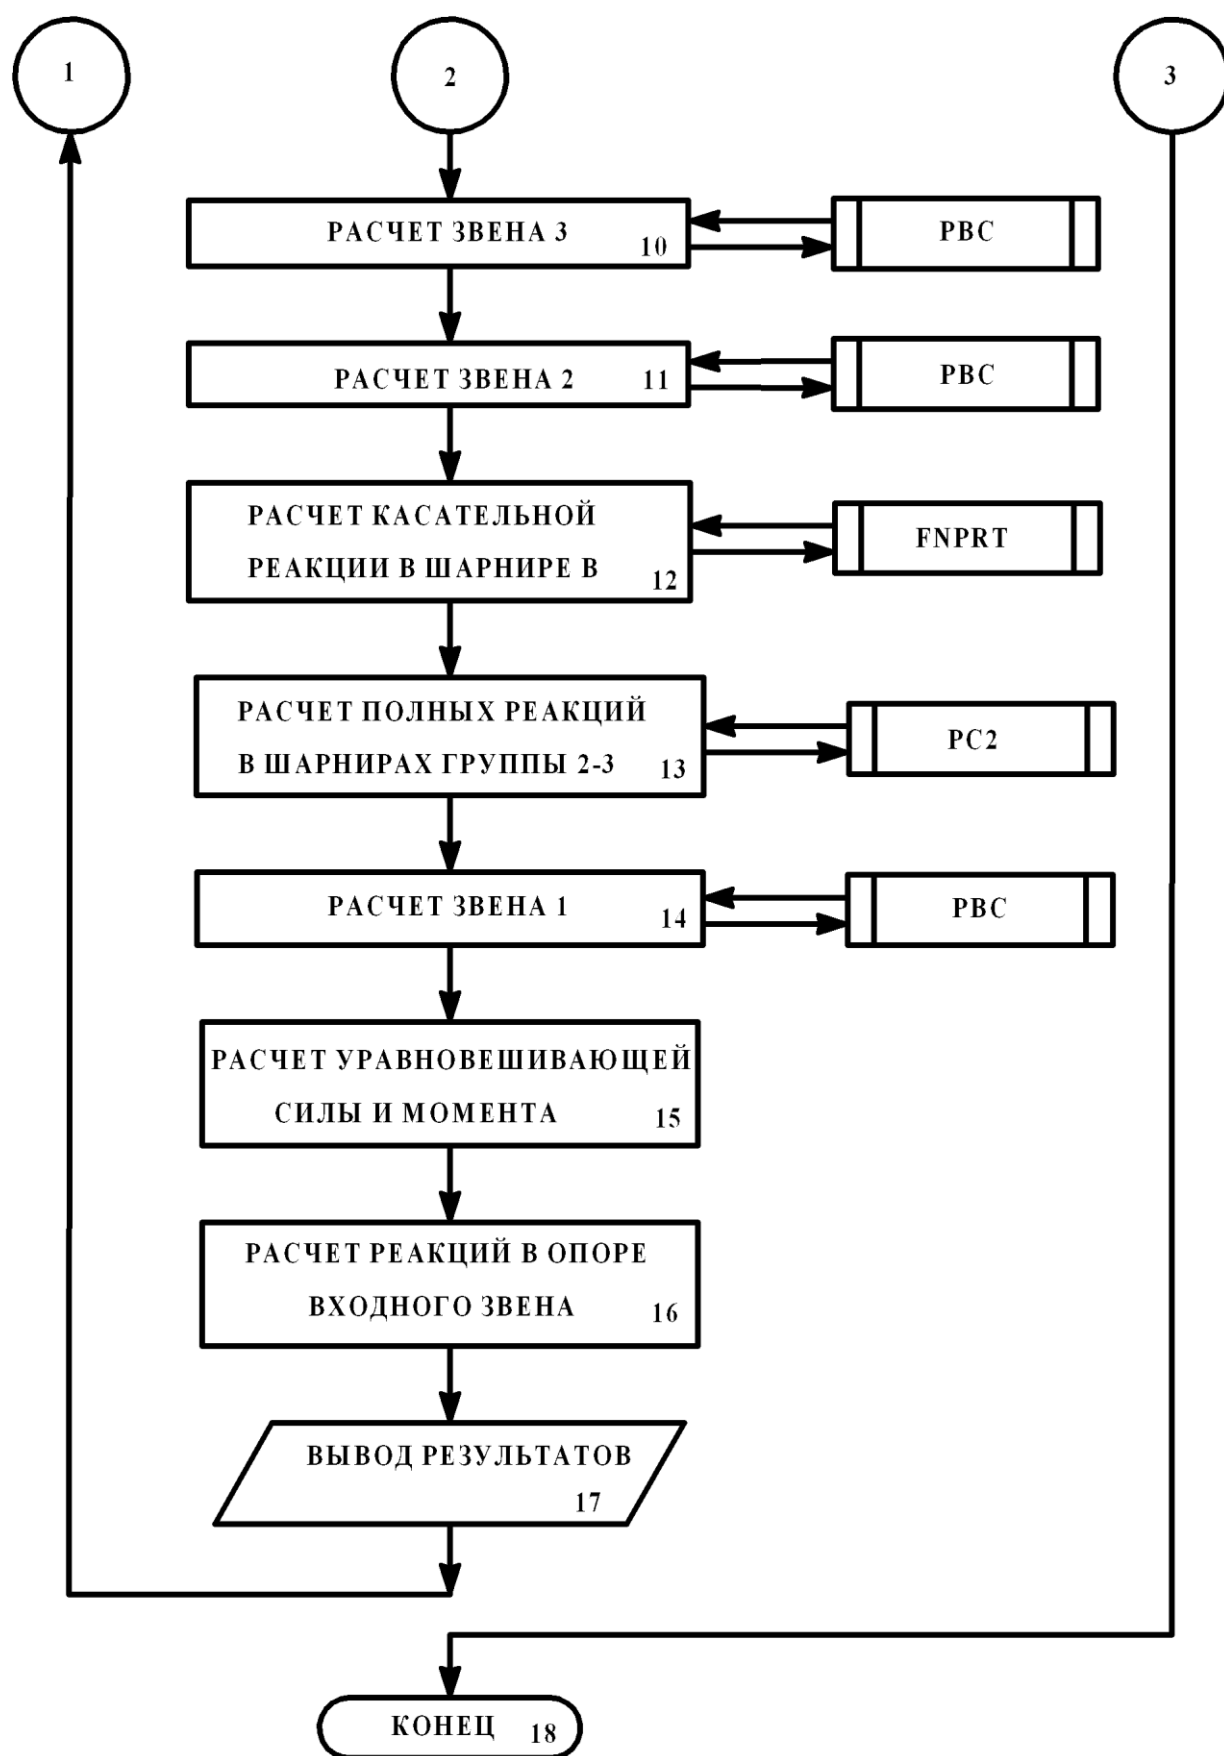 1
2
3
РАСЧЕТ ЗВЕНА 3
10
РВС
РАСЧЕТ ЗВЕНА 2
11
РВС
РАСЧЕТ КАСАТЕЛЬНОЙ
РЕАКЦИИ В ШАРНИРЕ В
12
FNPRT
РАСЧЕТ ПОЛНЫХ РЕАКЦИЙ
В ШАРНИРАХ ГРУППЫ 2-3
13
РС2
РАСЧЕТ ЗВЕНА 1
14
РВС
РАСЧЕТ УРАВНОВЕШИВАЮЩЕЙ
СИЛЫ И МОМЕНТА
15
РАСЧЕТ РЕАКЦИЙ В ОПОРЕ
ВХОДНОГО ЗВЕНА
16
ВЫВОД РЕЗУЛЬТАТОВ
17
КОНЕЦ
18